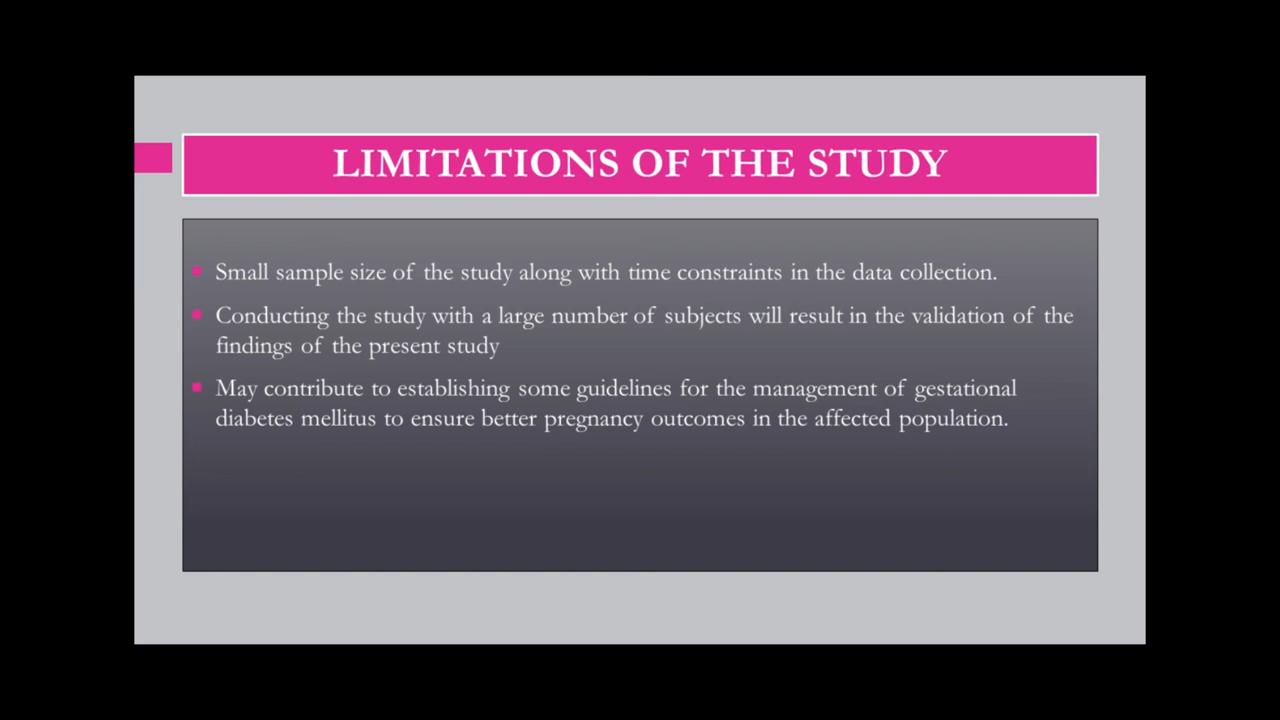 LIMITATIONS OF THE STUDY
Small sample size of the study along with time constraints in the data collection.
Conducting the study with a large number of subjects will result in the validation of the
findings of the present study
May contribute to establishing some guidelines for the management of gestational
diabetes mellitus to ensure better pregnancy outcomes in the affected population.